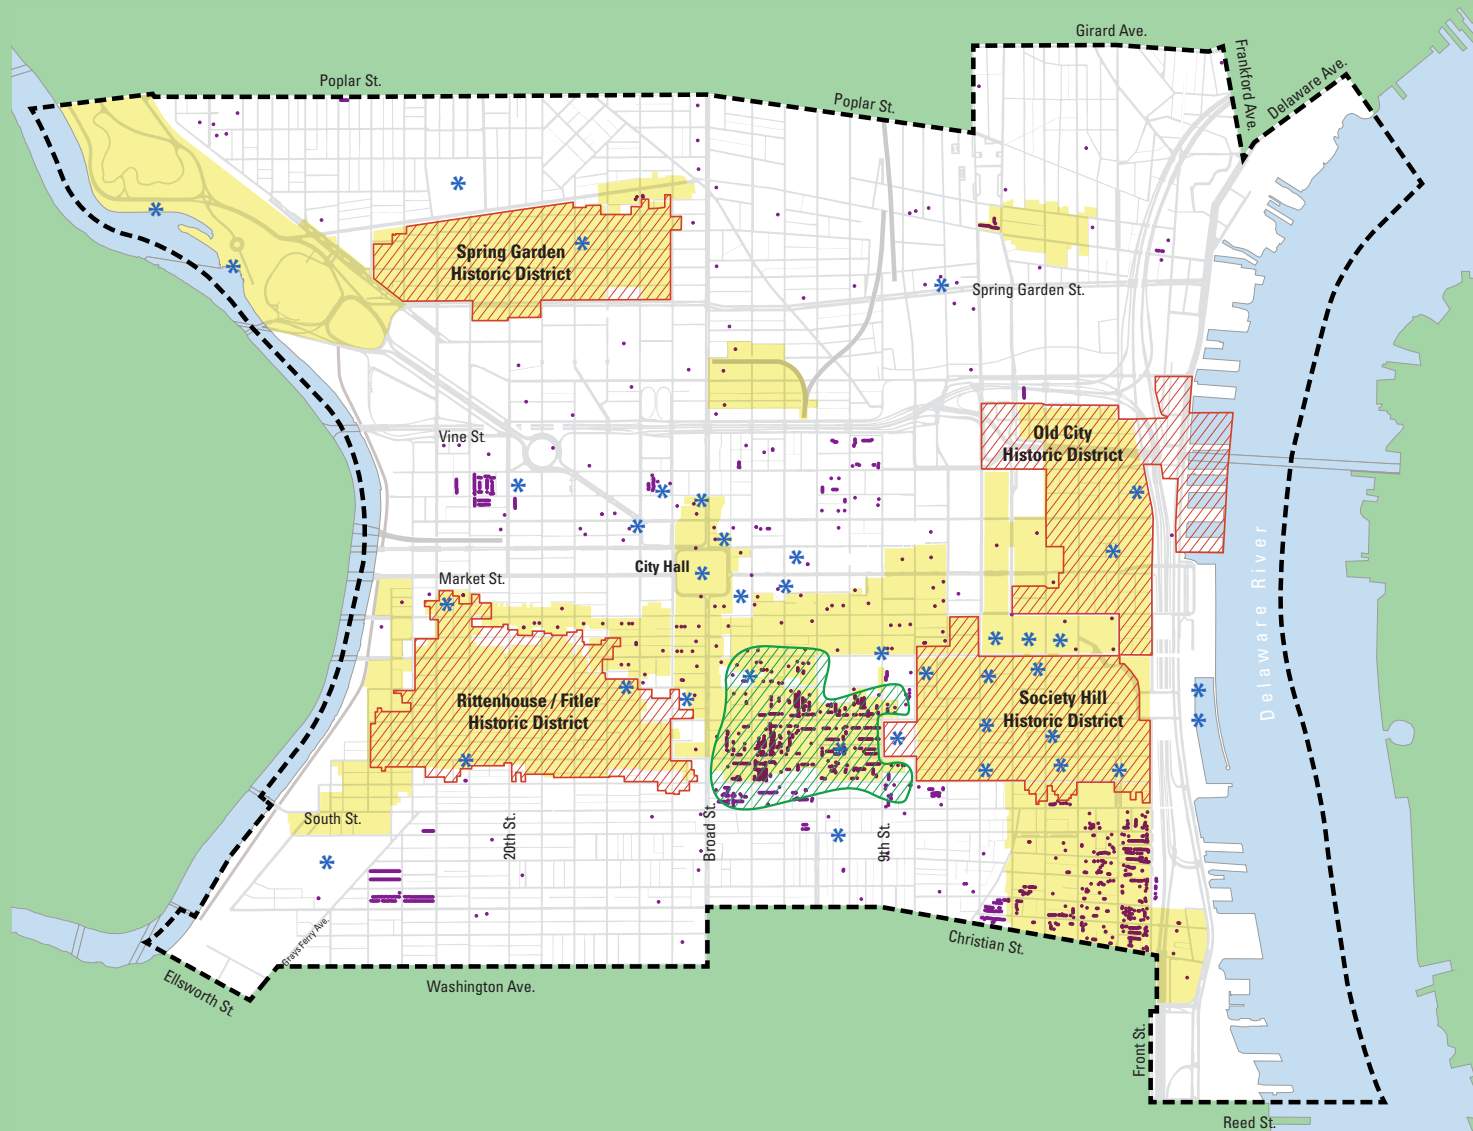 Girard Ave.
Frankford Ave.
Delaware Ave.
Poplar St.
Poplar St.
Spring Garden
Historic District
Spring Garden St.
Vine St.
Old City
Historic District
Delaware River
City Hall
Market St.
Rittenhouse / Fitler
Historic District
Society Hill
Historic District
South St.
20th St.
Broad St.
9th St.
Grays Ferry Ave.
Christian St.
Ellsworth St.
Washington Ave.
Front St.
Reed St.